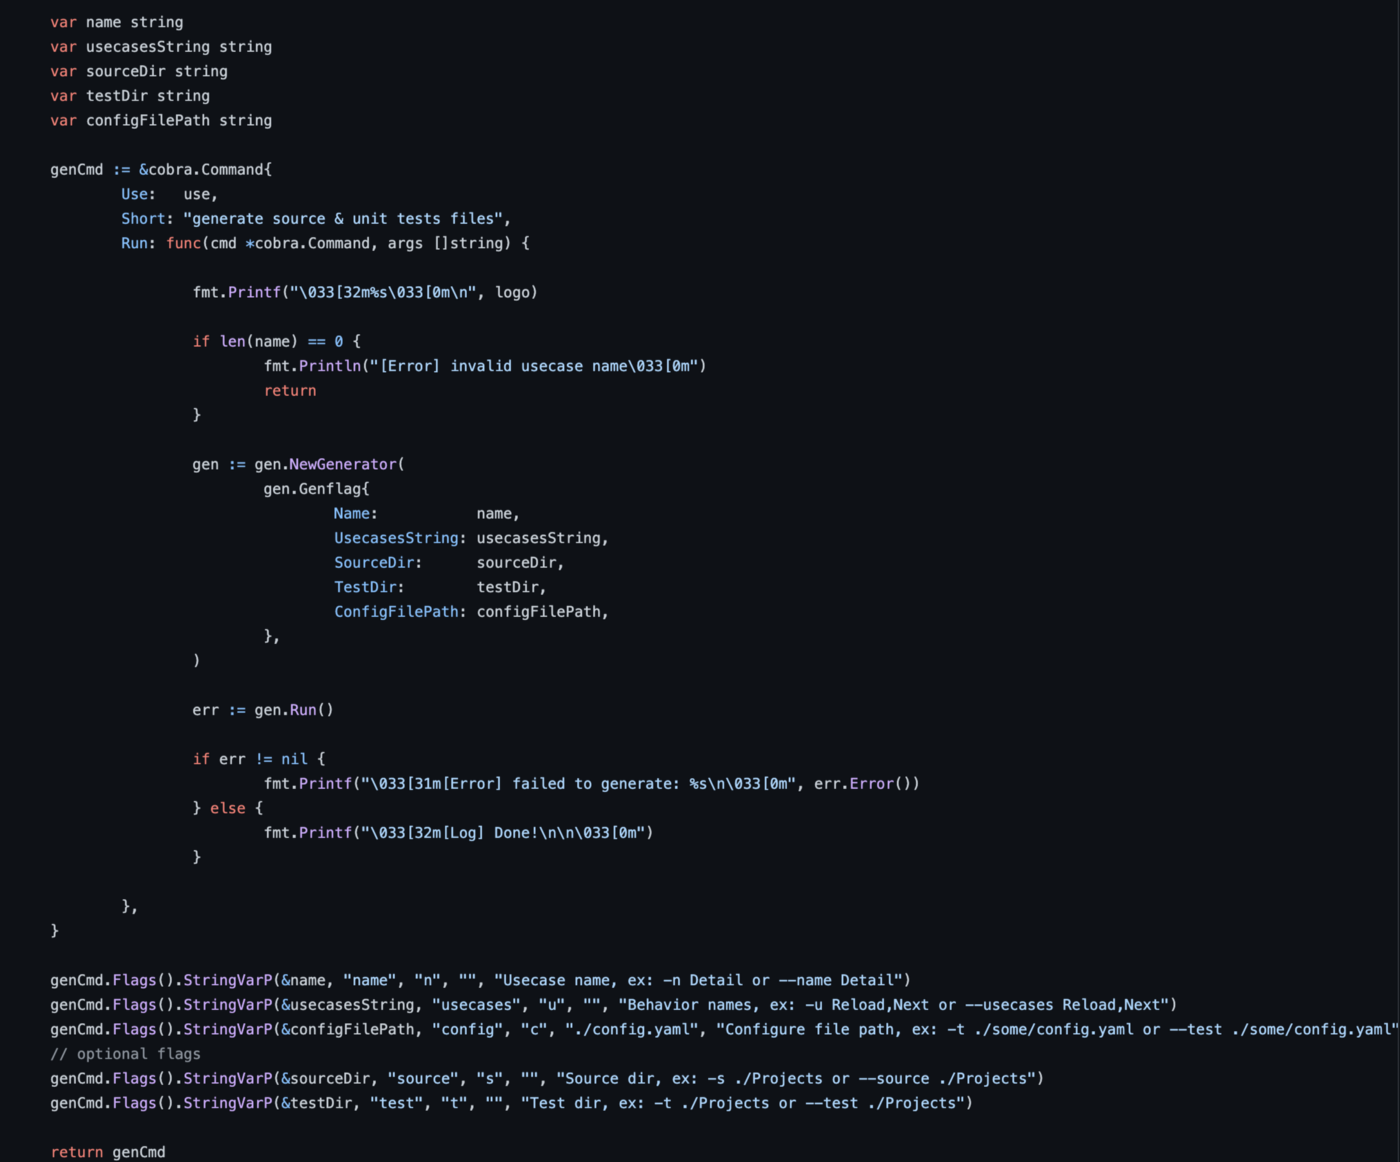 var name string
var usecasesString string
var sourceDir string
var testDir string
var configFilePath string
genCmd := &cobra.Command{
Use:   use,
Short: "generate source & unit tests files",
Run: func(cmd *cobra.Command, args []string) {
fmt.Printf("\033[32m%s\033[0m\n", logo)
if len(name) == 0 {
fmt.Println("[Error] invalid usecase name\033[0m")
return
}
gen := gen.NewGenerator(
gen.Genflag{
Name:           name,
UsecasesString: usecasesString,
SourceDir:      sourceDir,
TestDir:        testDir,
ConfigFilePath: configFilePath,
},
)
err := gen.Run()
if err != nil {
fmt.Printf("\033[31m[Error] failed to generate: %s\n\033[0m", err.Error())
} else {
fmt.Printf("\033[32m[Log] Done!\n\n\033[0m")
}
},
}
genCmd.Flags().StringVarP(&name, "name", "n", "", "Usecase name, ex: -n Detail or --name Detail")
genCmd.Flags().StringVarP(&usecasesString, "usecases", "u", "", "Behavior names, ex: -u Reload,Next or --usecases Reload,Next")
genCmd.Flags().StringVarP(&configFilePath, "config", "c", "./config.yaml", "Configure file path, ex: -t ./some/config.yaml or --test ./some/config.yaml"
// optional flags
genCmd.Flags().StringVarP(&sourceDir, "source", "s", "", "Source dir, ex: -s ./Projects or --source ./Projects")
genCmd.Flags().StringVarP(&testDir, "test", "t", "", "Test dir, ex: -t ./Projects or --test ./Projects")
return genCmd